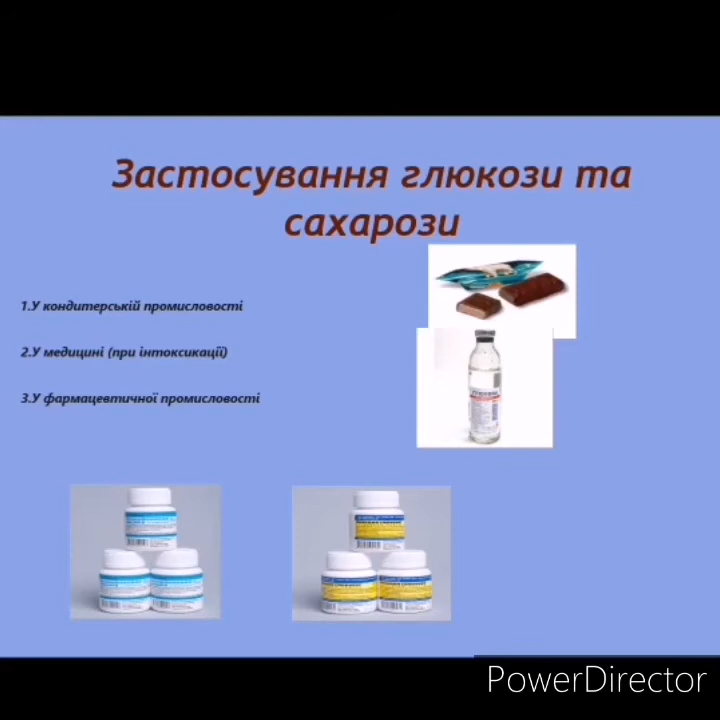 Застосування глюкози та
сахарози
1.У кондитерській промисловості
2.У медицині (при інтоксикації)
3.У фармацевтичної промисловості
PowerDirector